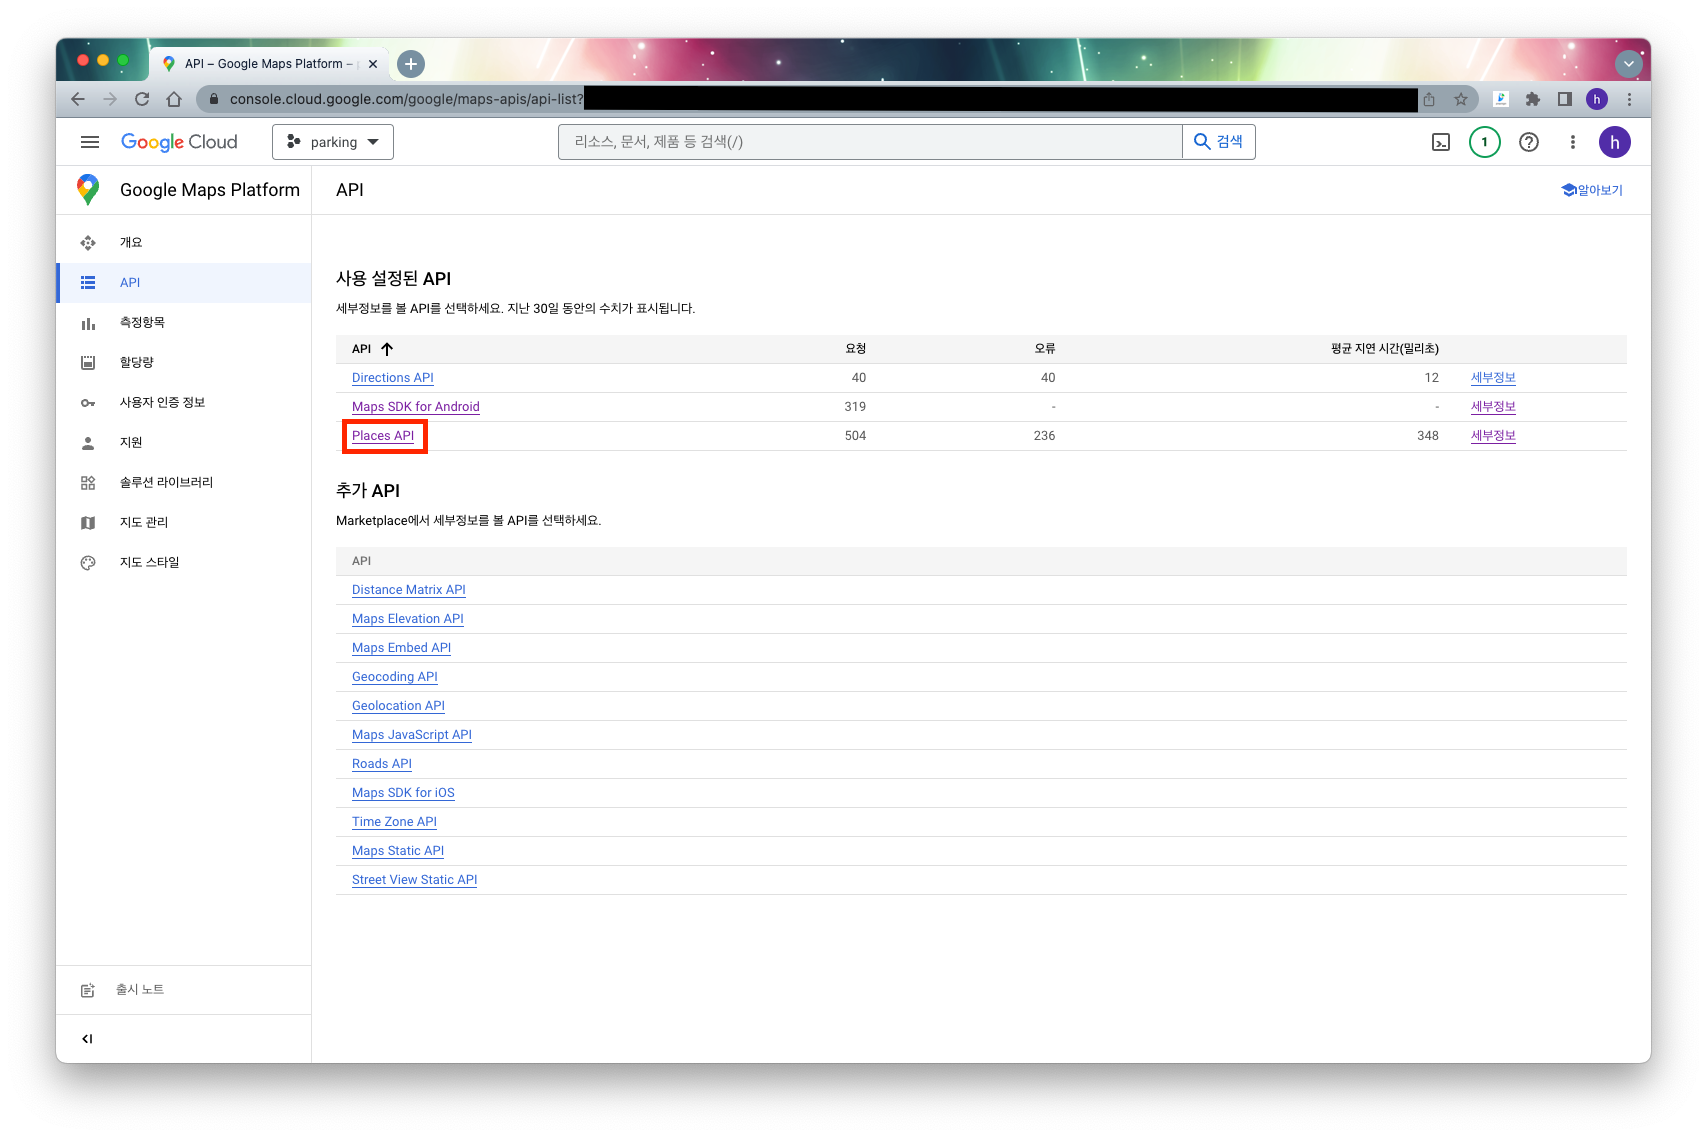 API – Google Maps Platform –
console.cloud.google.com/google/maps-apis/api-list?
h
Google Cloud
parking
리소스, 문서, 제품 등 검색(/)
검색
1
h
Google Maps Platform
API
알아보기
개요
API
측정항목
할당량
사용자 인증 정보
지원
솔루션 라이브러리
지도 관리
지도 스타일
출시 노트
사용 설정된 API
세부정보를 볼 API를 선택하세요. 지난 30일 동안의 수치가 표시됩니다.
API 요청 오류 평균 지연 시간(밀리초)
Directions API 40 40 12 세부정보
Maps SDK for Android 319 - - 세부정보
Places API 504 236 348 세부정보
추가 API
Marketplace에서 세부정보를 볼 API를 선택하세요.
API
Distance Matrix API
Maps Elevation API
Maps Embed API
Geocoding API
Geolocation API
Maps JavaScript API
Roads API
Maps SDK for iOS
Time Zone API
Maps Static API
Street View Static API